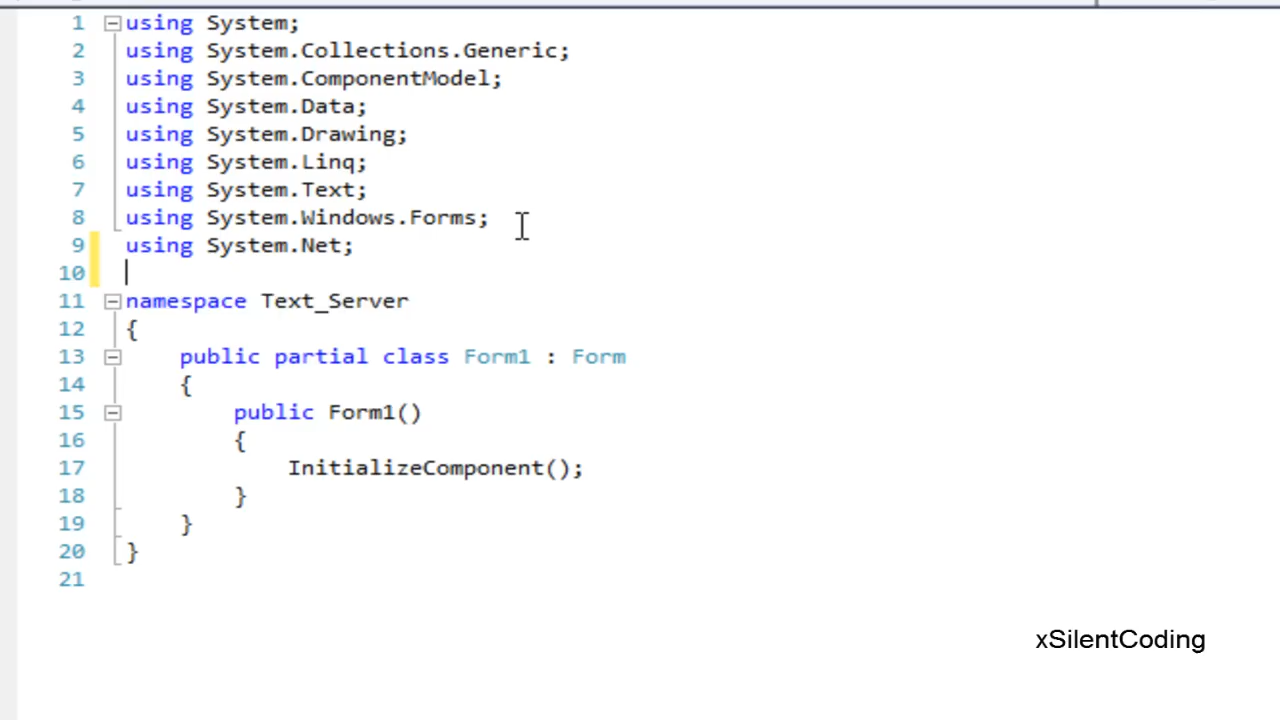 1 using System;
2 using System.Collections.Generic;
3 using System.ComponentModel;
4 using System.Data;
5 using System.Drawing;
6 using System.Linq;
7 using System.Text;
8 using System.Windows.Forms;
9 using System.Net;
10
11 namespace Text_Server
12 {
13     public partial class Form1 : Form
14     {
15         public Form1()
16         {
17             InitializeComponent();
18         }
19     }
20 }
21
xSilentCoding